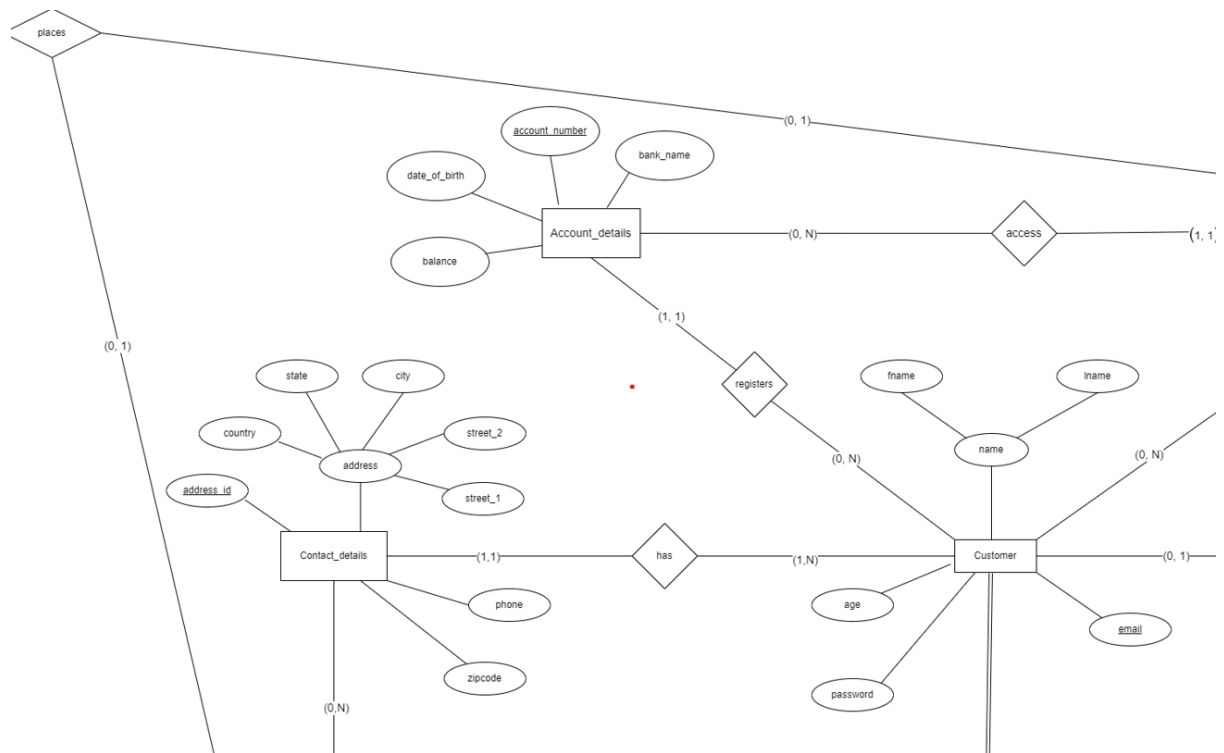 places
(0, 1)
account_number
bank_name
date_of_birth
Account_details
(0, N)
access
(1, 1)
balance
(1, 1)
(0, 1)
state
city
registers
fname
lname
country
street_2
address
name
(0, N)
(0, N)
address_id
street_1
Contact_details
(1,1)
has
(1,N)
Customer
(0, 1)
phone
age
email
zipcode
password
(0,N)